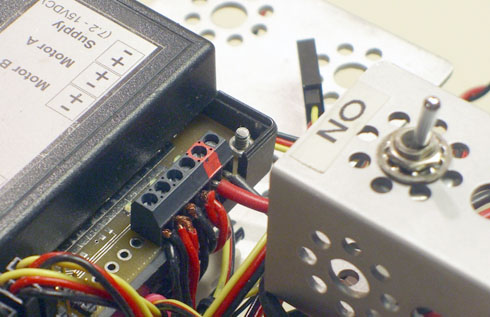 Motor B
- +
Motor A
- +
Supply
(7.2 - 15VDC)
- +
ON